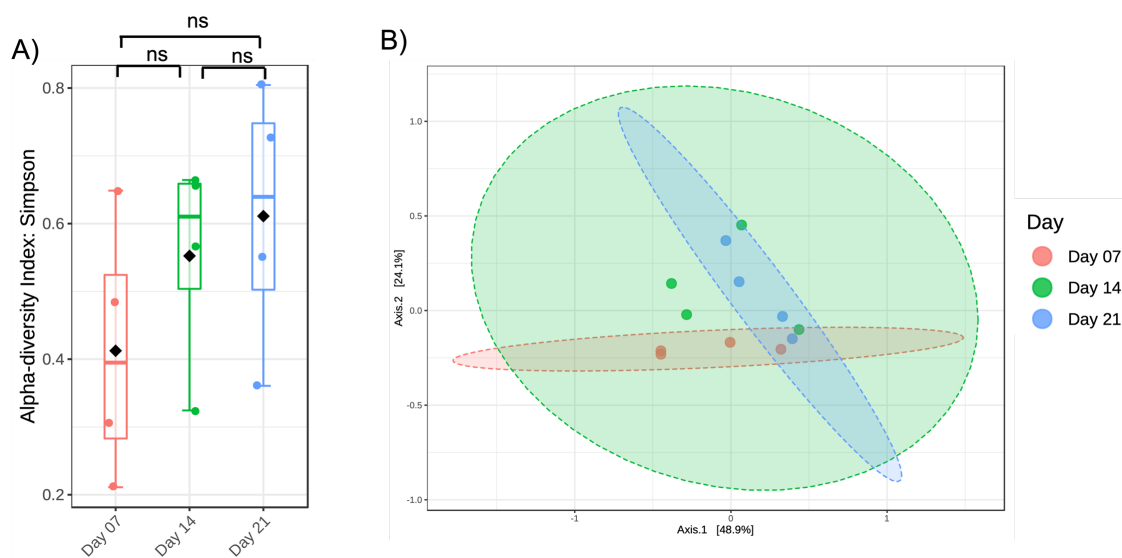 A)
ns
ns
ns
Alpha-diversity Index: Simpson
0.8
0.6
0.4
0.2
Day 07
Day 14
Day 21
B)
Axis.2 [24.1%]
1.0
0.5
0.0
-0.5
-1.0
-1
0
1
Axis.1 [48.9%]
Day
Day 07
Day 14
Day 21